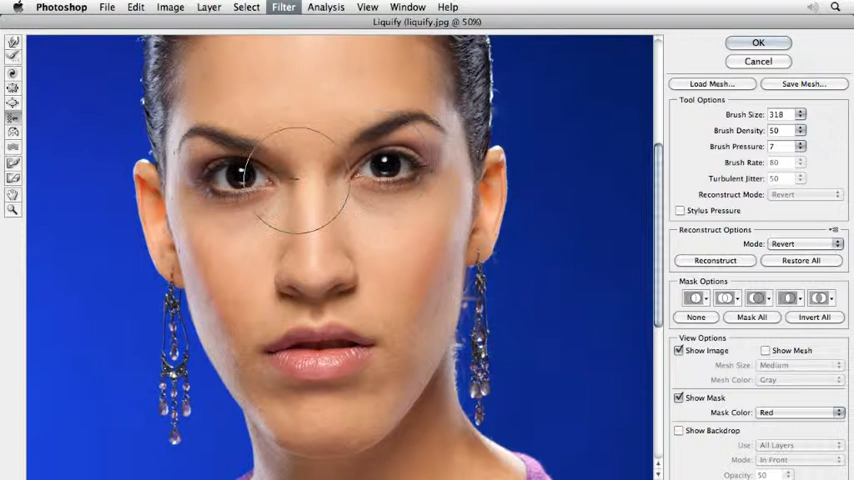 Photoshop File Edit Image Layer Select Filter Analysis View Window Help
Liquify (liquify.jpg @ 50%)
OK
Cancel
Load Mesh... Save Mesh...
Tool Options
Brush Size: 318
Brush Density: 50
Brush Pressure: 7
Brush Rate: 80
Turbulent Jitter: 50
Reconstruct Mode: Revert
Stylus Pressure
Reconstruct Options
Mode: Revert
Reconstruct Restore All
Mask Options
None Mask All Invert All
View Options
Show Image Show Mesh
Mesh Size: Medium
Mesh Color: Gray
Show Mask
Mask Color: Red
Show Backdrop
Use: All Layers
Mode: In Front
Opacity: 50